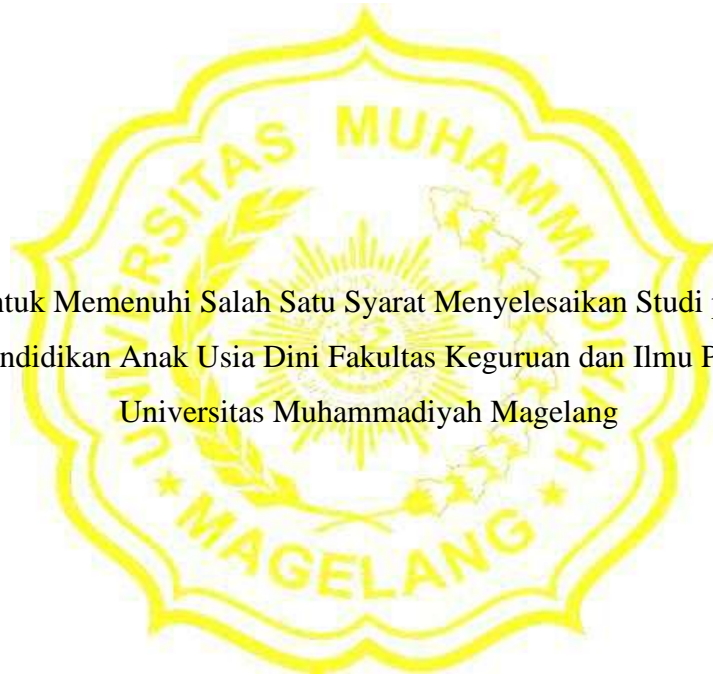 UNIVERSITAS MUHAMMADIYAH
ntuk Memenuhi Salah Satu Syarat Menyelesaikan Studi
ndidikan Anak Usia Dini Fakultas Keguruan dan Ilmu P
Universitas Muhammadiyah Magelang
MAGELANG